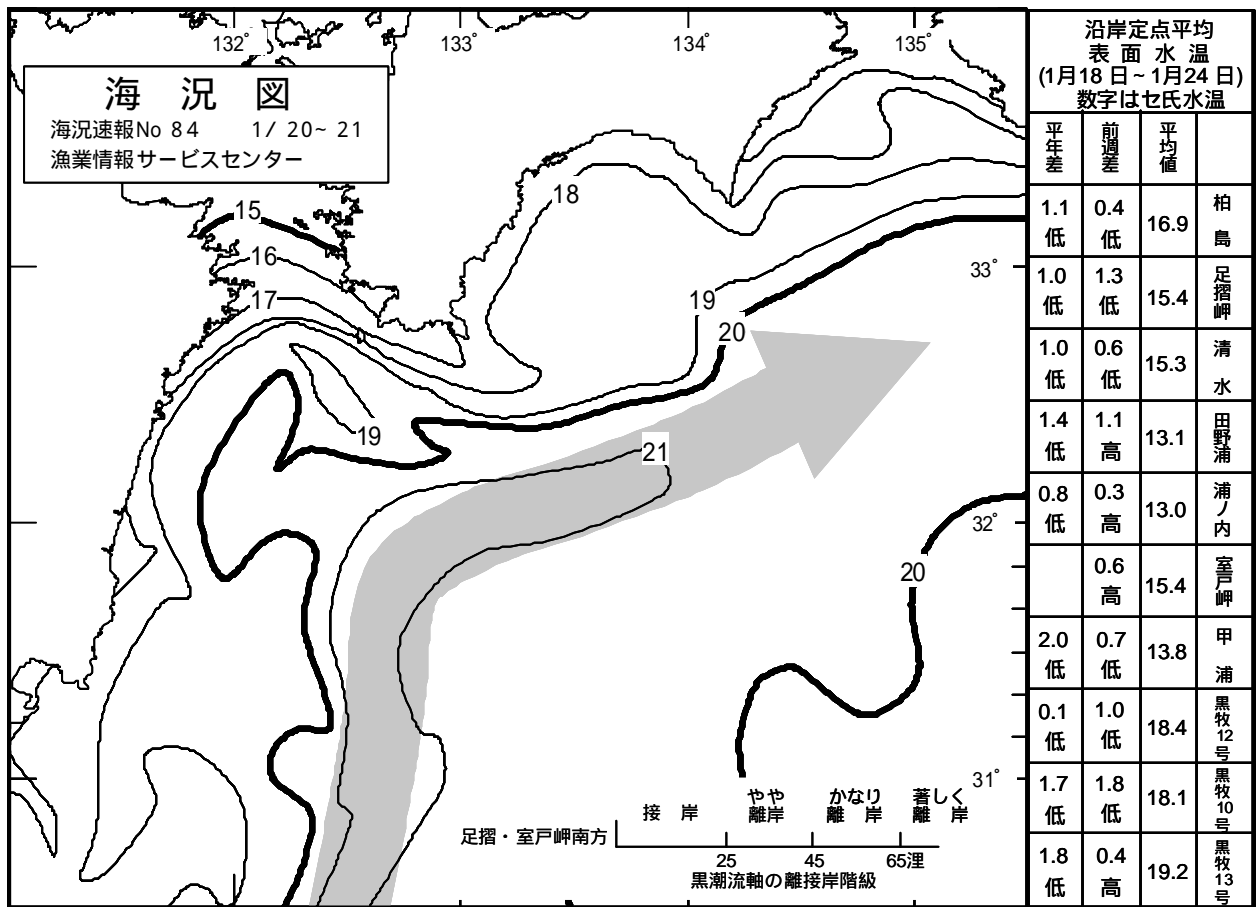 132°
133°
134°
135°
海 況 図
海況速報No 84 1/ 20~ 21
漁業情報サービスセンター
15
16
17
18
19
19
20
21
20
33°
32°
31°
接 岸
やや
離岸
かなり
離 岸
著しく
離 岸
足摺・室戸岬南方
25 45 65浬
黒潮流軸の離接岸階級
沿岸定点平均
表 面 水 温
(1月18 日 ~ 1月24 日)
数字はセ氏水温
平年差 前週差 平均値
1.1低 0.4低 16.9 柏島
1.0低 1.3低 15.4 足摺岬
1.0低 0.6低 15.3 清水
1.4低 1.1高 13.1 田野浦
0.8低 0.3高 13.0 浦ノ内
0.6高 15.4 室戸岬
2.0低 0.7低 13.8 甲浦
0.1低 1.0低 18.4 黒牧12号
1.7低 1.8低 18.1 黒牧10号
1.8低 0.4高 19.2 黒牧13号